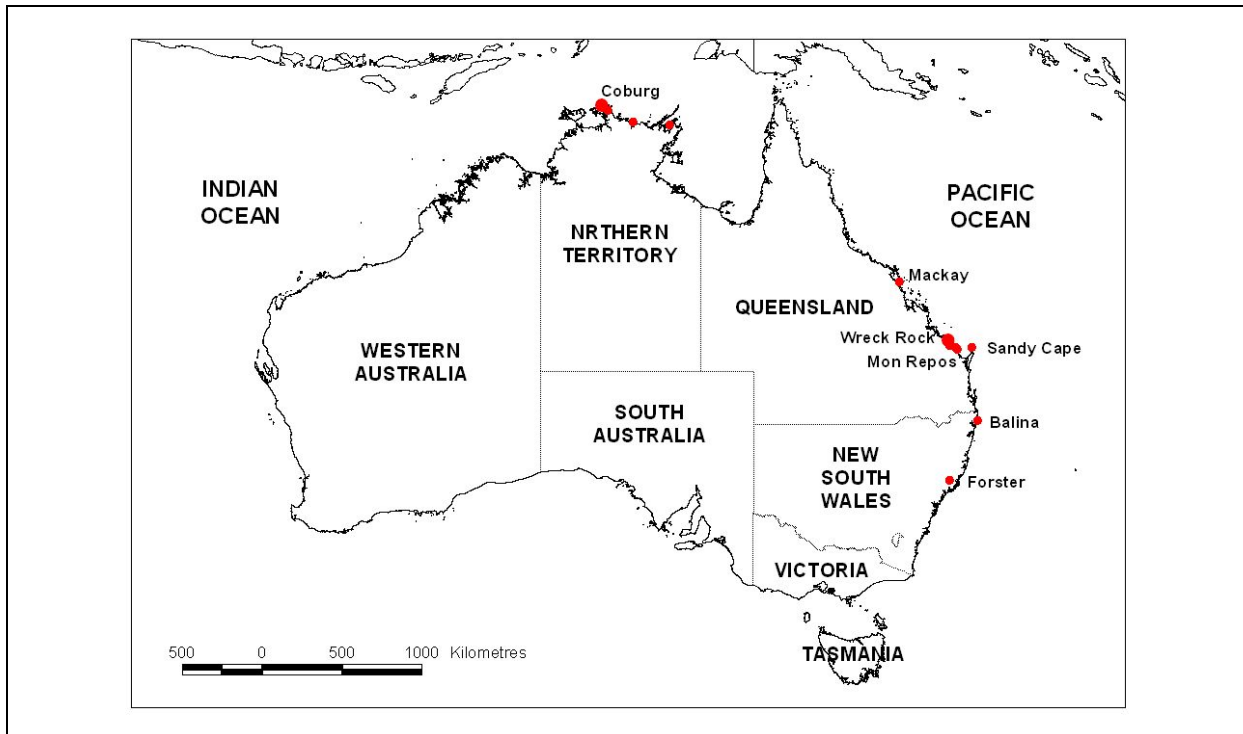 Coburg
INDIAN
OCEAN
PACIFIC
OCEAN
NRTHERN
TERRITORY
Mackay
QUEENSLAND
Wreck Rock
Sandy Cape
Mon Repos
WESTERN
AUSTRALIA
SOUTH
AUSTRALIA
Balina
NEW
SOUTH
WALES
Forster
VICTORIA
TASMANIA
500 0 500 1000 Kilometres